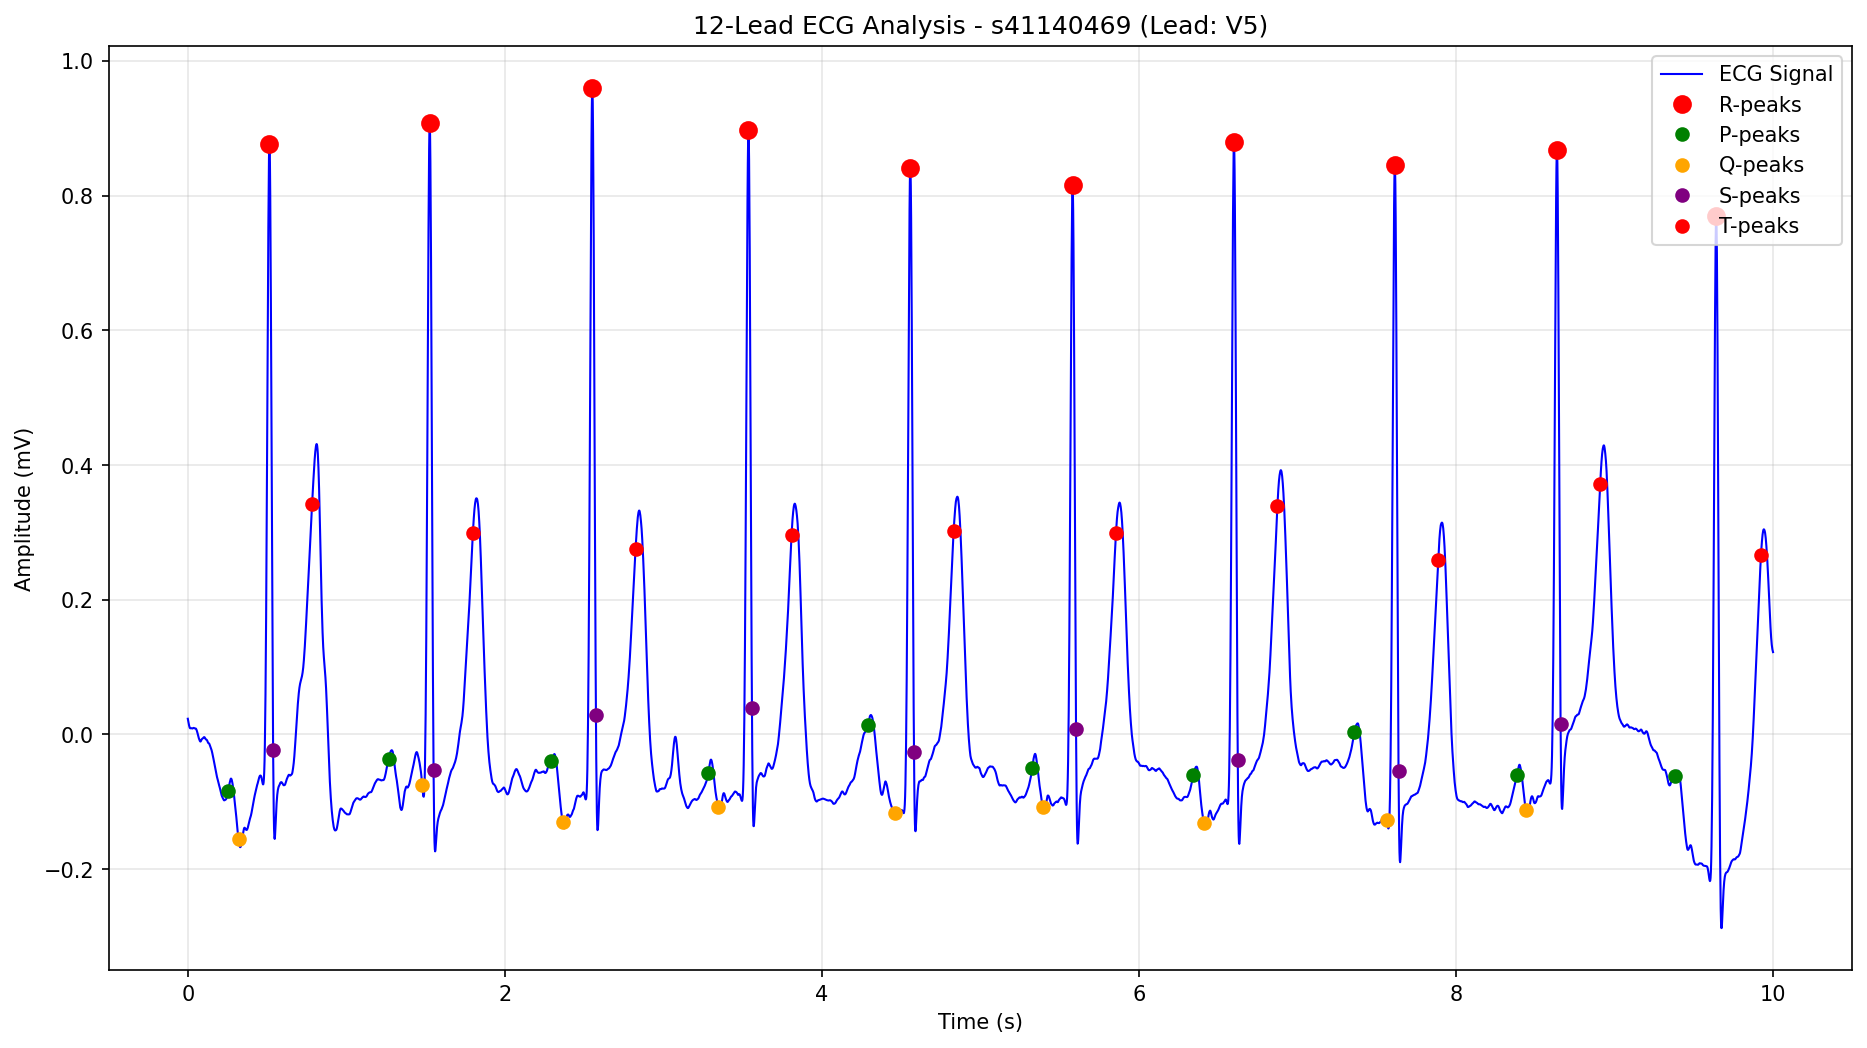 12-Lead ECG Analysis - s41140469 (Lead: V5)
ECG Signal
R-peaks
P-peaks
Q-peaks
S-peaks
T-peaks
Amplitude (mV)
1.0
0.8
0.6
0.4
0.2
0.0
−0.2
0 2 4 6 8 10
Time (s)